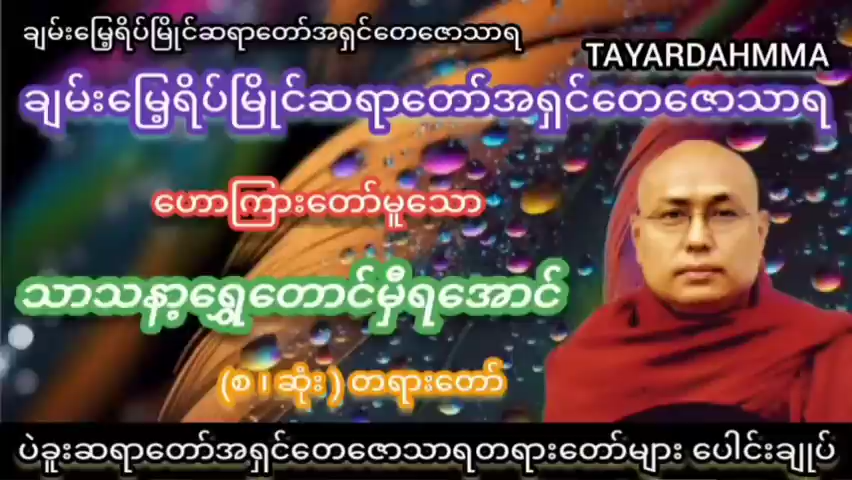 ချမ်းမြေ့ရိပ်မြိုင်ဆရာတော်အရှင်တေဇောသာရ
TAYARDAHMMA
ချမ်းမြေ့ရိပ်မြိုင်ဆရာတော်အရှင်တေဇောသာရ
ဟောကြားတော်မူသော
သာသနာ့ရွှေတောင်မှီရအောင်
(စ ၊ ဆုံး ) တရားတော်
ပဲခူးဆရာတော်အရှင်တေဇောသာရတရားတော်များ ပေါင်းချုပ်